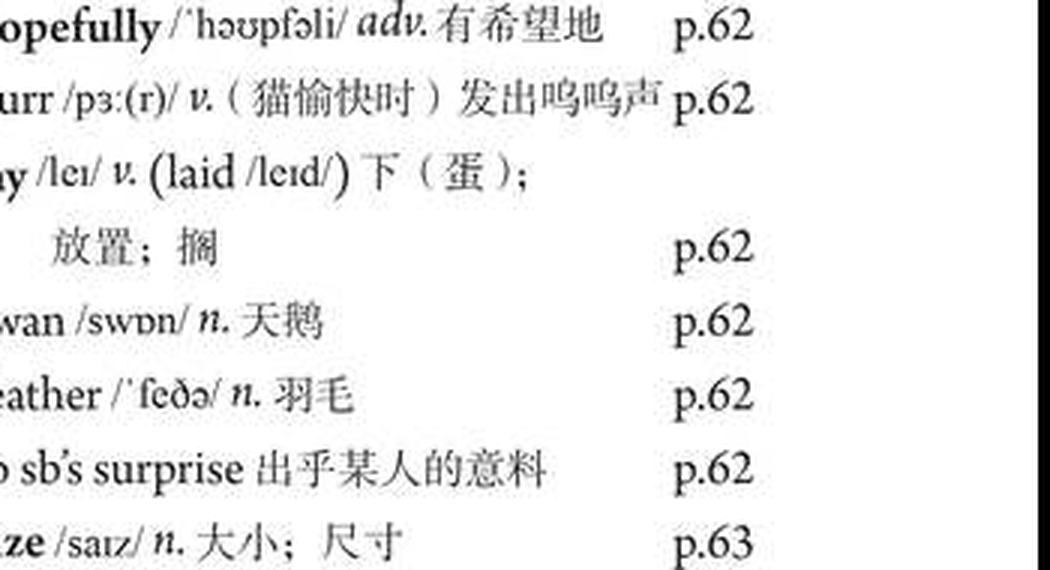 opefully /ˈhəʊpfəli/ adv. 有希望地 p.62
urr /pɜː(r)/ v.（猫愉快时）发出呜呜声 p.62
ay /leɪ/ v. (laid /leɪd/) 下（蛋）；
放置；搁 p.62
wan /swɒn/ n. 天鹅 p.62
eather /ˈfeðə/ n. 羽毛 p.62
o sb’s surprise 出乎某人的意料 p.62
ize /saɪz/ n. 大小；尺寸 p.63